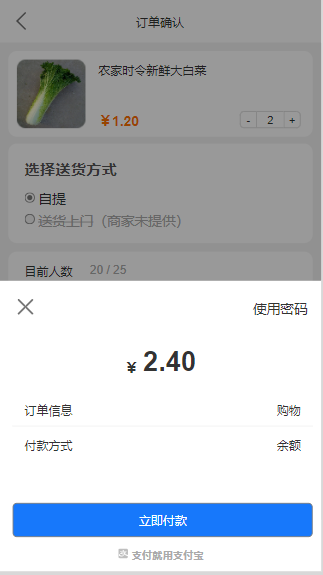 订单确认
农家时令新鲜大白菜
￥1.20
- 2 +
选择送货方式
自提
送货上门（商家未提供）
目前人数 20 / 25
使用密码
￥2.40
订单信息 购物
付款方式 余额
立即付款
支付就用支付宝